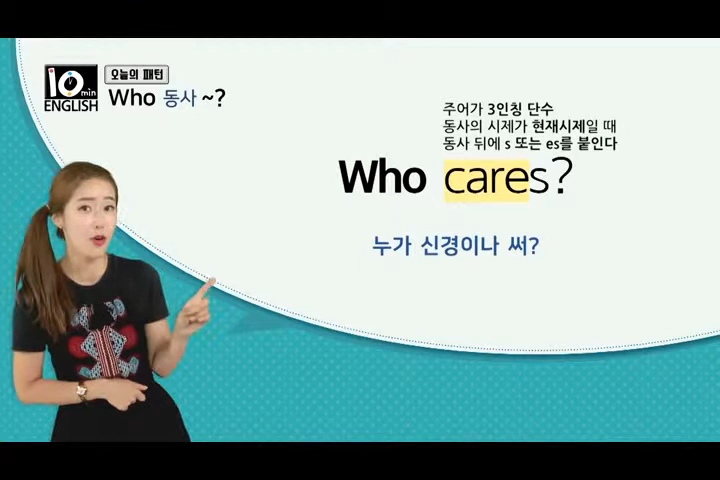 10 min
ENGLISH
오늘의 패턴
Who 동사 ~?
주어가 3인칭 단수
동사의 시제가 현재시제일 때
동사 뒤에 s 또는 es를 붙인다
Who cares?
누가 신경이나 써?